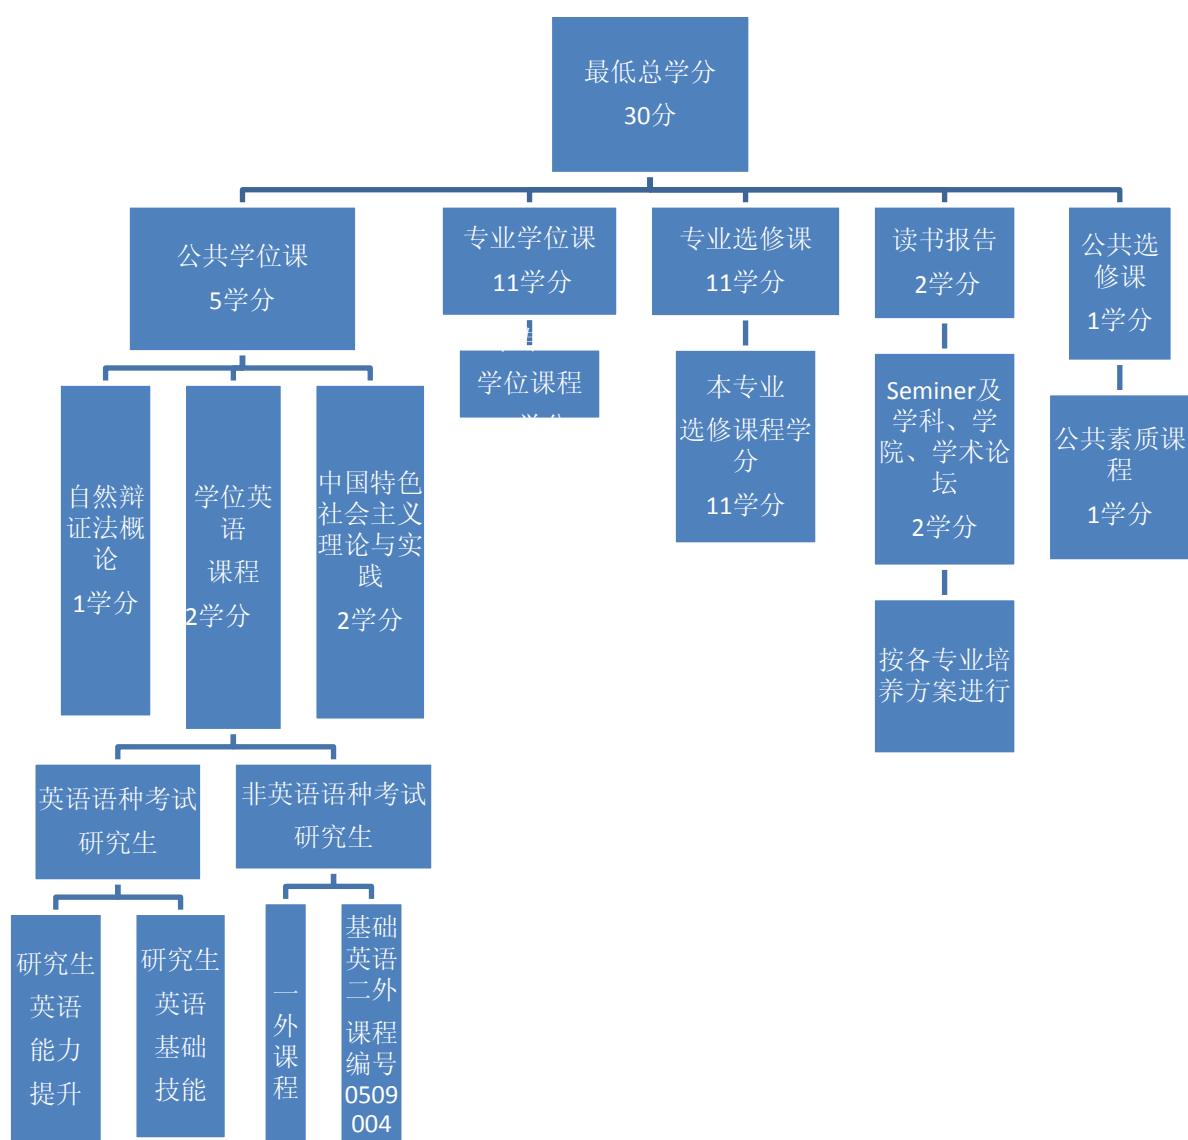 最低总学分
30分
公共学位课
5学分
专业学位课
11学分
专业选修课
11学分
读书报告
2学分
公共选
修课
1学分
自然辩
证法概
论
1学分
学位英
语
课程
2学分
中国特色
社会主义
理论与实
践
2学分
学位课程
本专业
选修课程学
分
11学分
Seminer及
学科、学
院、学术论
坛
2学分
公共素质课
程
1学分
按各专业培
养方案进行
英语语种考试
研究生
非英语语种考试
研究生
研究生
英语
能力
提升
研究生
英语
基础
技能
一
外
课
程
基础
英语
二外
课程
编号
0509
004